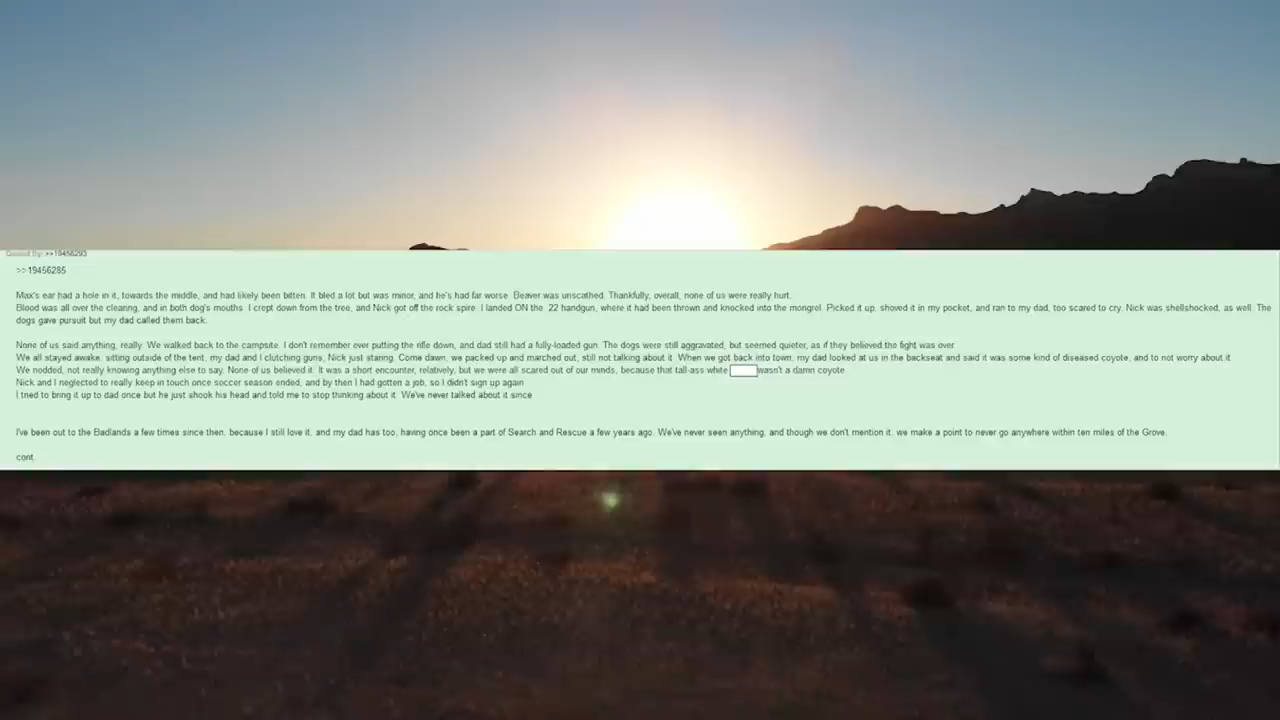 Quoted By: >>19456293
>>19456285
Max's ear had a hole in it, towards the middle, and had likely been bitten. It bled a lot but was minor, and he's had far worse. Beaver was unscathed. Thankfully, overall, none of us were really hurt.
Blood was all over the clearing, and in both dog's mouths. I crept down from the tree, and Nick got off the rock spire. I landed ON the .22 handgun, where it had been thrown and knocked into the mongrel. Picked it up, shoved it in my pocket, and ran to my dad, too scared to cry. Nick was shellshocked, as well. The
dogs gave pursuit but my dad called them back.
None of us said anything, really. We walked back to the campsite. I don't remember ever putting the rifle down, and dad still had a fully-loaded gun. The dogs were still aggravated, but seemed quieter, as if they believed the fight was over.
We all stayed awake, sitting outside of the tent, my dad and I clutching guns, Nick just staring. Come dawn, we packed up and marched out, still not talking about it. When we got back into town, my dad looked at us in the backseat and said it was some kind of diseased coyote, and to not worry about it.
We nodded, not really knowing anything else to say. None of us believed it. It was a short encounter, relatively, but we were all scared out of our minds, because that tall-ass white wasn't a damn coyote.
Nick and I neglected to really keep in touch once soccer season ended, and by then I had gotten a job, so I didn't sign up again.
I tried to bring it up to dad once but he just shook his head and told me to stop thinking about it. We've never talked about it since.
I've been out to the Badlands a few times since then, because I still love it, and my dad has too, having once been a part of Search and Rescue a few years ago. We've never seen anything, and though we don't mention it, we make a point to never go anywhere within ten miles of the Grove.
cont.